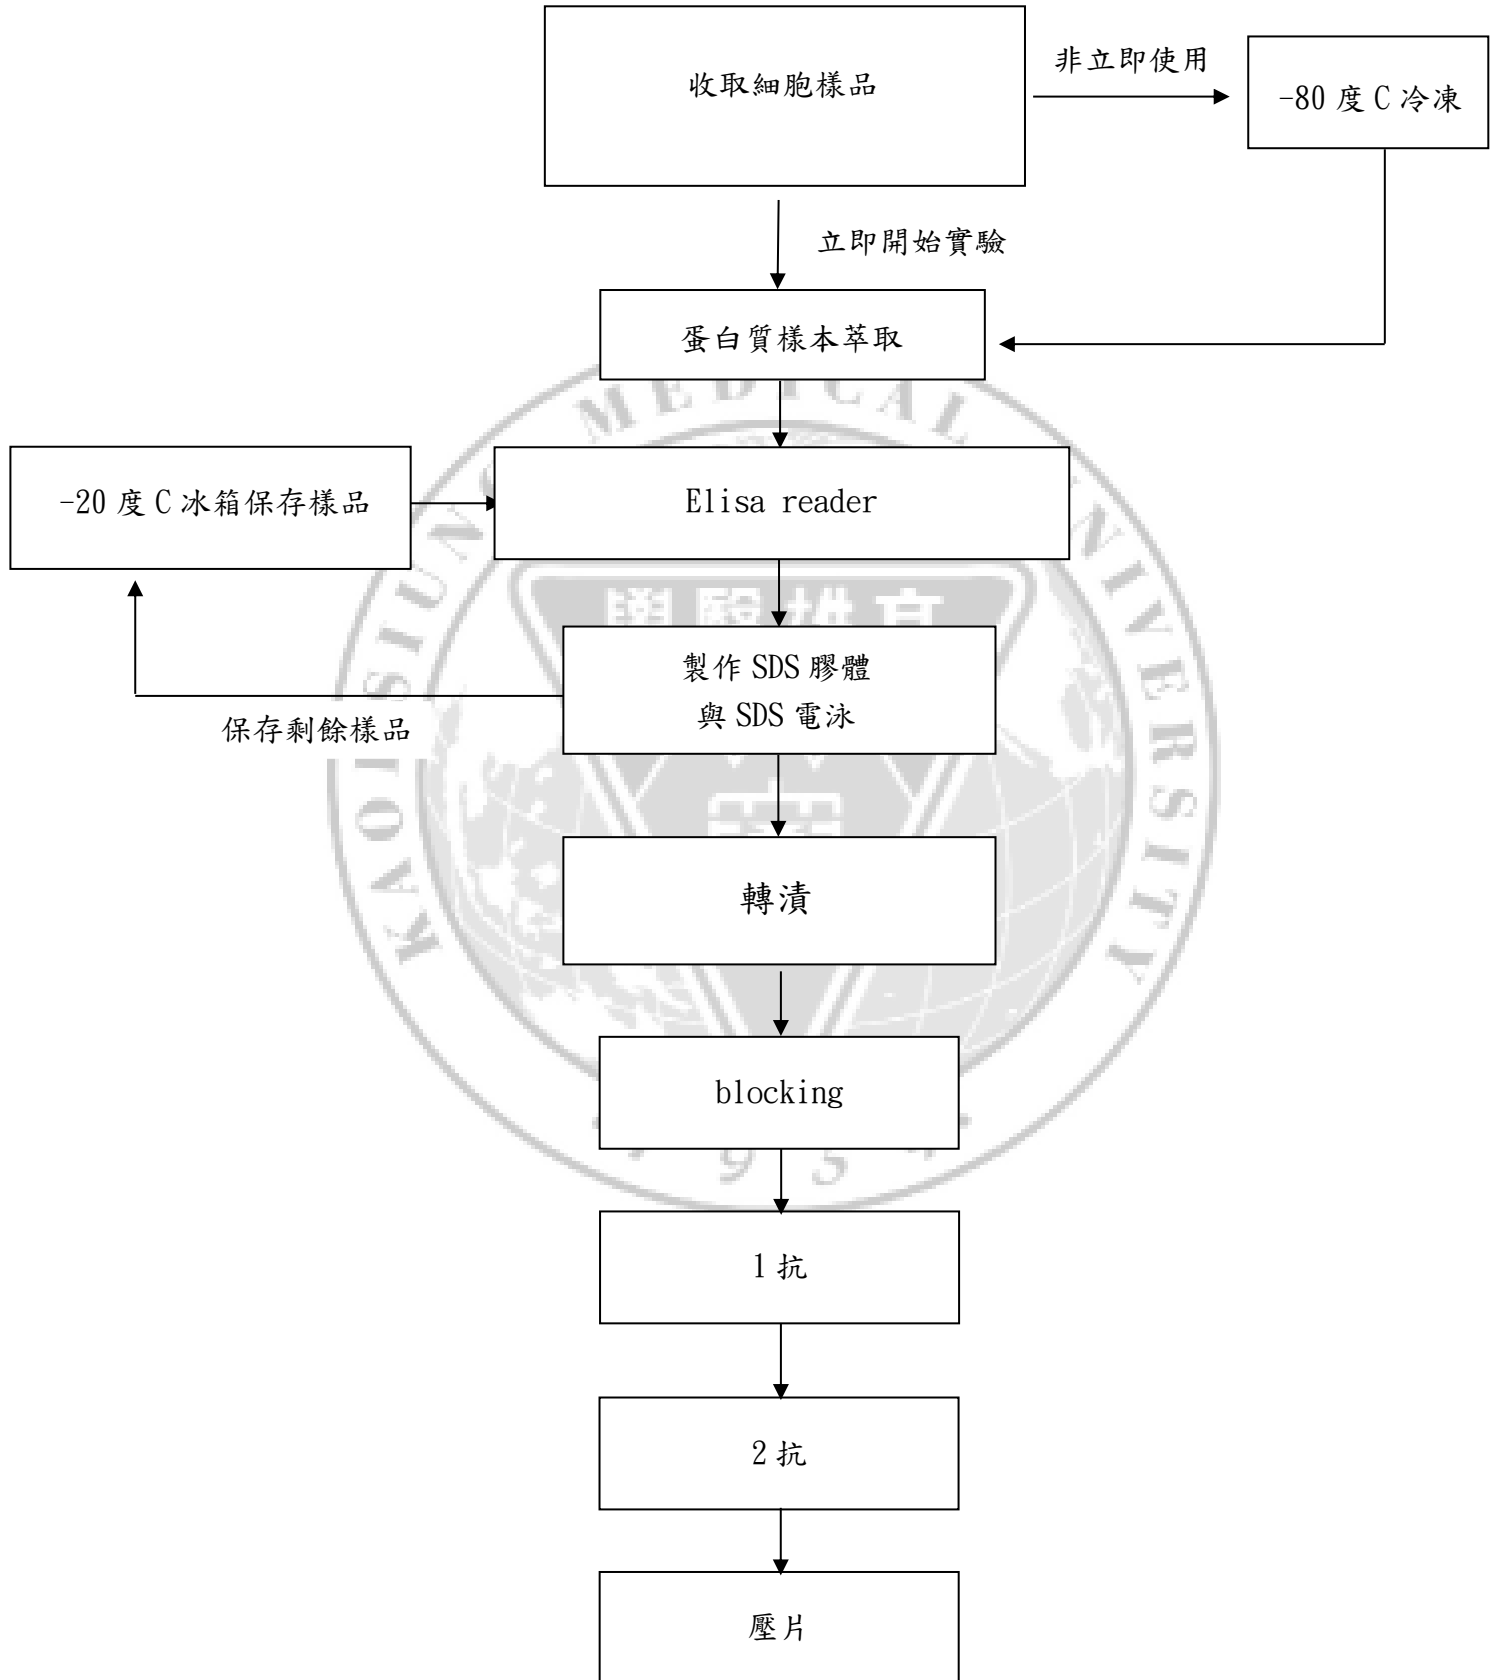 收取細胞樣品
非立即使用
-80 度 C 冷凍
立即開始實驗
蛋白質樣本萃取
-20 度 C 冰箱保存樣品
Elisa reader
製作 SDS 膠體
與 SDS 電泳
保存剩餘樣品
轉漬
blocking
1 抗
2 抗
壓片
MEDICAL UNIVERSITY